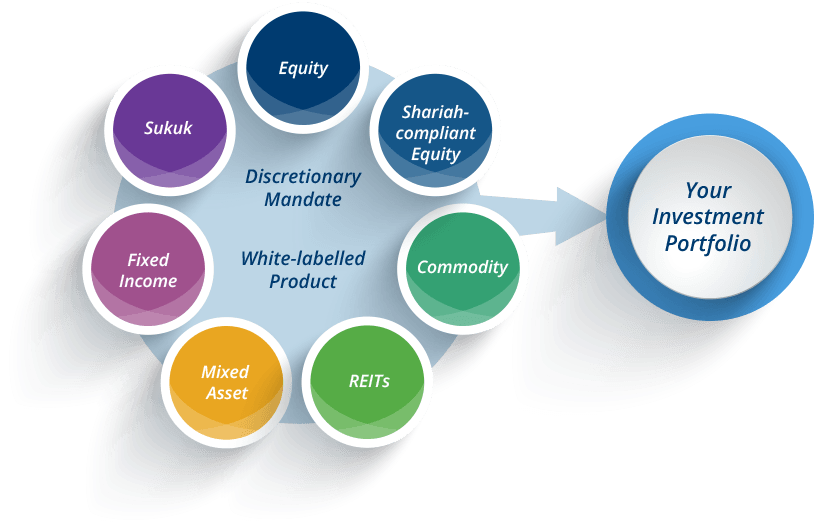 Equity
Shariah-
compliant
Equity
Sukuk
Discretionary
Mandate
Your
Investment
Portfolio
White-labelled
Product
Fixed
Income
Commodity
Mixed
Asset
REITs